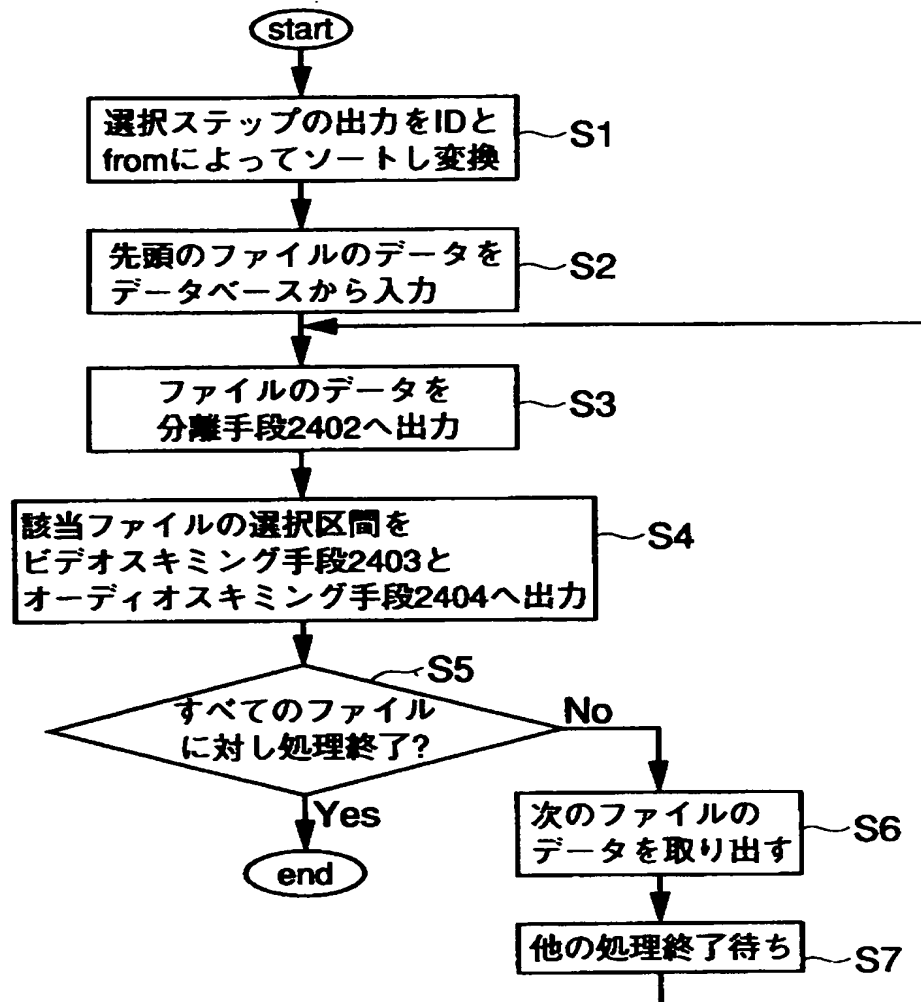 start
選択ステップの出力をIDと
fromによってソートし変換
S1
先頭のファイルのデータを
データベースから入力
S2
ファイルのデータを
分離手段2402へ出力
S3
該当ファイルの選択区間を
ビデオスキミング手段2403と
オーディオスキミング手段2404へ出力
S4
S5
すべてのファイル
に対し処理終了?
No
Yes
end
次のファイルの
データを取り出す
S6
他の処理終了待ち
S7